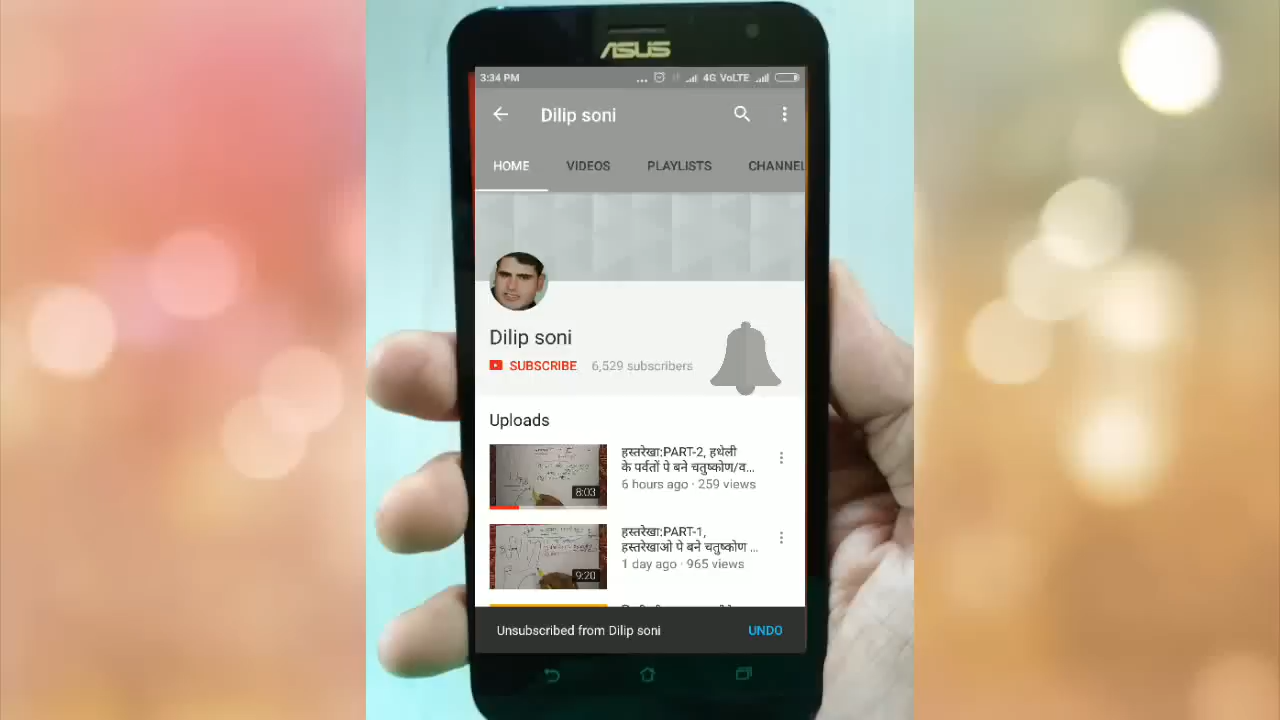 ASUS
3:34 PM ... 4G VoLTE
Dilip soni
HOME VIDEOS PLAYLISTS CHANNEL
Dilip soni
SUBSCRIBE 6,529 subscribers
Uploads
हस्तरेखा:PART-2, हथेली
के पर्वतों पे बने चतुष्कोण/व...
6 hours ago · 259 views
8:03
हस्तरेखा:PART-1,
हस्तरेखाओ पे बने चतुष्कोण ...
1 day ago · 965 views
9:20
Unsubscribed from Dilip soni UNDO